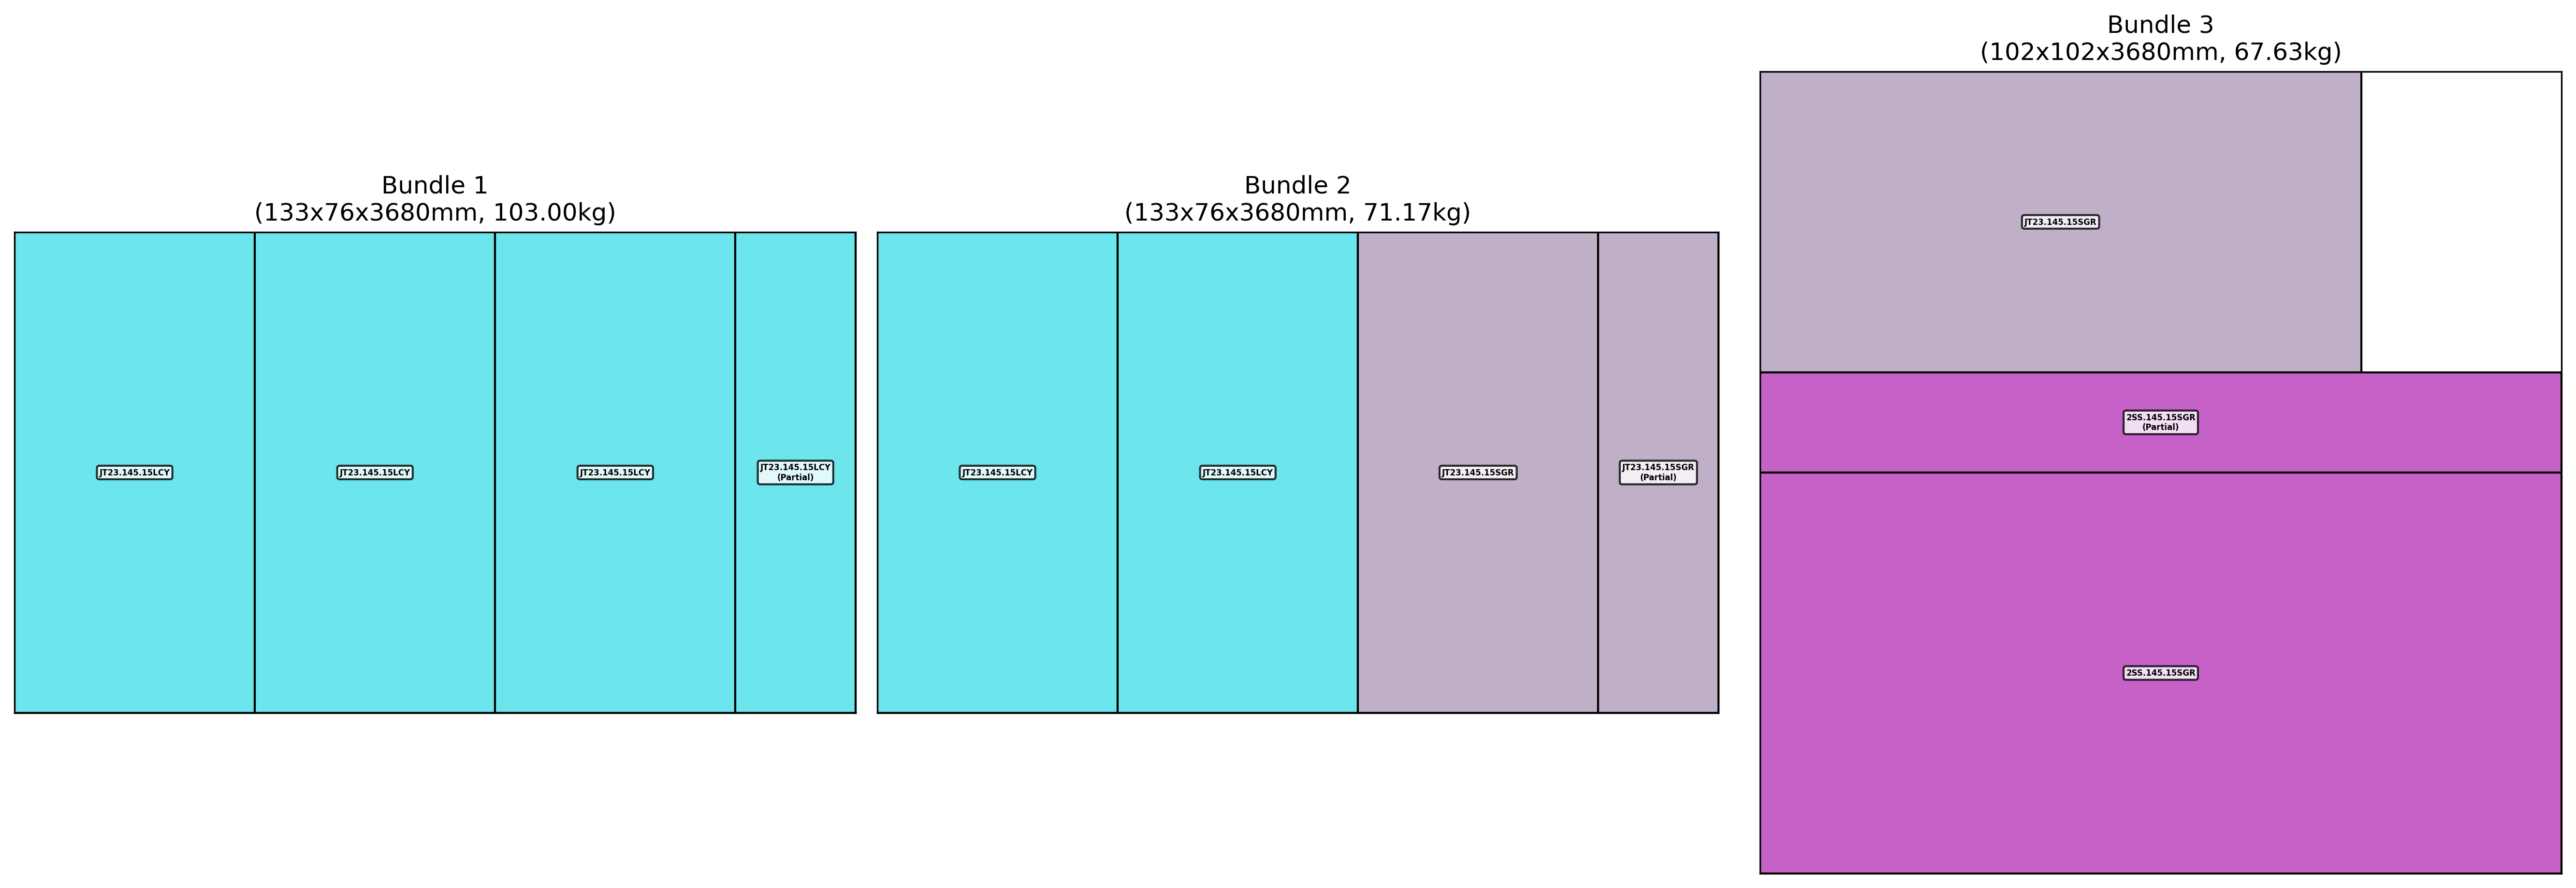 Bundle 1
(133x76x3680mm, 103.00kg)
JT23.145.15LCY
JT23.145.15LCY
JT23.145.15LCY
JT23.145.15LCY
(Partial)
Bundle 2
(133x76x3680mm, 71.17kg)
JT23.145.15LCY
JT23.145.15LCY
JT23.145.15SGR
JT23.145.15SGR
(Partial)
Bundle 3
(102x102x3680mm, 67.63kg)
JT23.145.15SGR
2SS.145.15SGR
(Partial)
2SS.145.15SGR